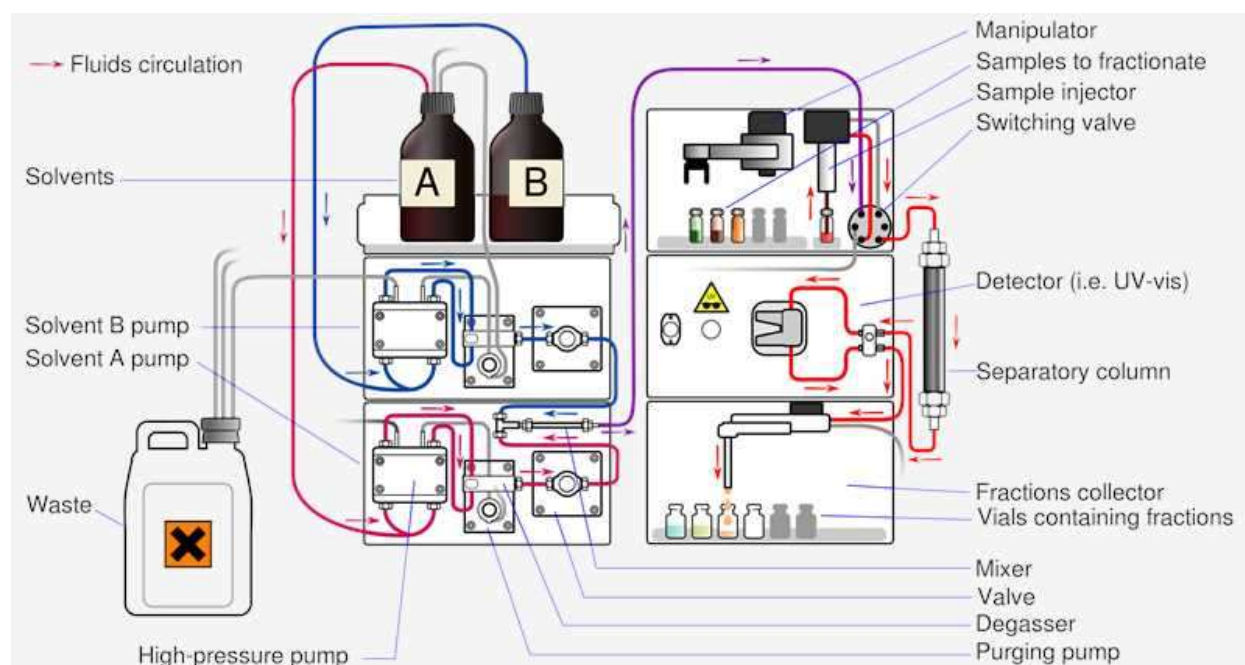 Fluids circulation
Solvents
A
B
Solvent B pump
Solvent A pump
Waste
High-pressure pump
Manipulator
Samples to fractionate
Sample injector
Switching valve
Detector (i.e. UV-vis)
Separatory column
Fractions collector
Vials containing fractions
Mixer
Valve
Degasser
Purging pump